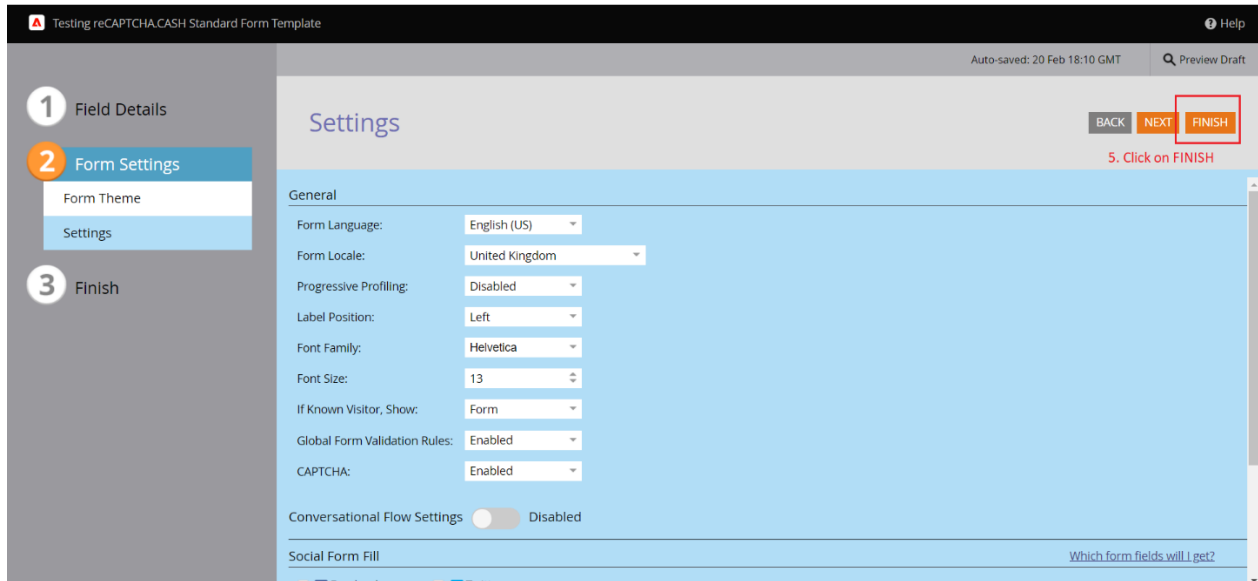 Testing reCAPTCHA.CASH Standard Form Template
Help
Auto-saved: 20 Feb 18:10 GMT
Preview Draft
1 Field Details
2 Form Settings
Form Theme
Settings
3 Finish
Settings
BACK NEXT FINISH
5. Click on FINISH
General
Form Language: English (US)
Form Locale: United Kingdom
Progressive Profiling: Disabled
Label Position: Left
Font Family: Helvetica
Font Size: 13
If Known Visitor, Show: Form
Global Form Validation Rules: Enabled
CAPTCHA: Enabled
Conversational Flow Settings Disabled
Social Form Fill Which form fields will I get?